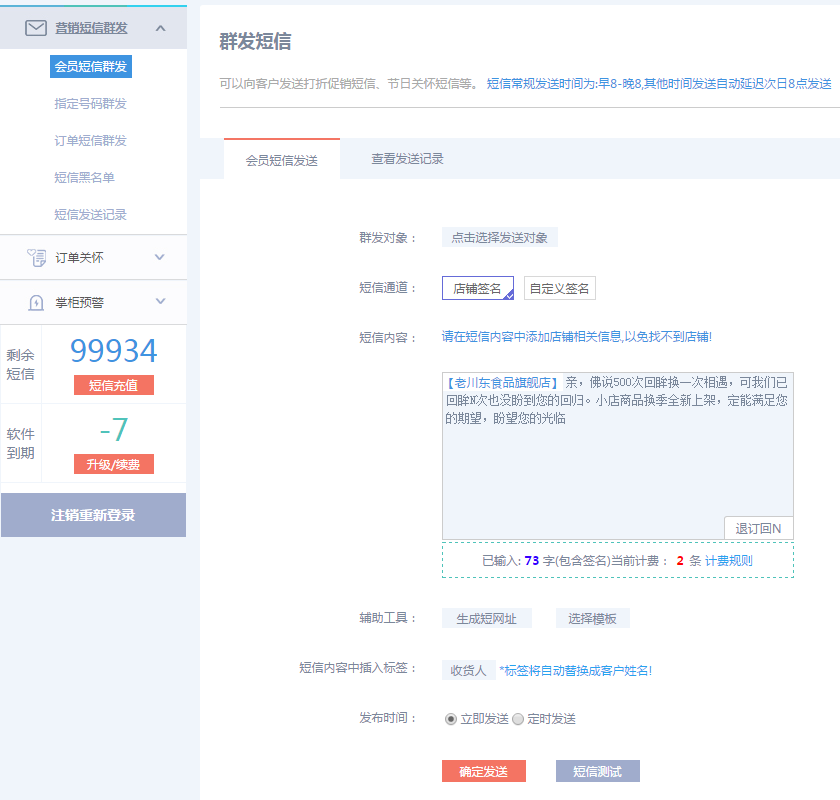 营销短信群发
会员短信群发
指定号码群发
订单短信群发
短信黑名单
短信发送记录
订单关怀
掌柜预警
剩余短信
99934
短信充值
软件到期
-7
升级/续费
注销重新登录
群发短信
可以向客户发送打折促销短信、节日关怀短信等。 短信常规发送时间为:早8-晚8,其他时间发送自动延迟次日8点发送
会员短信发送 查看发送记录
群发对象： 点击选择发送对象
短信通道： 店铺签名 自定义签名
短信内容： 请在短信内容中添加店铺相关信息,以免找不到店铺!
【老川东食品旗舰店】 亲，佛说500次回眸换一次相遇，可我们已
回眸N次也没盼到您的回归。小店商品换季全新上架，定能满足您
的期望，盼望您的光临
退订回N
已输入: 73 字(包含签名)当前计费： 2 条 计费规则
辅助工具： 生成短网址 选择模板
短信内容中插入标签： 收货人 *标签将自动替换成客户姓名!
发布时间： 立即发送 定时发送
确定发送 短信测试